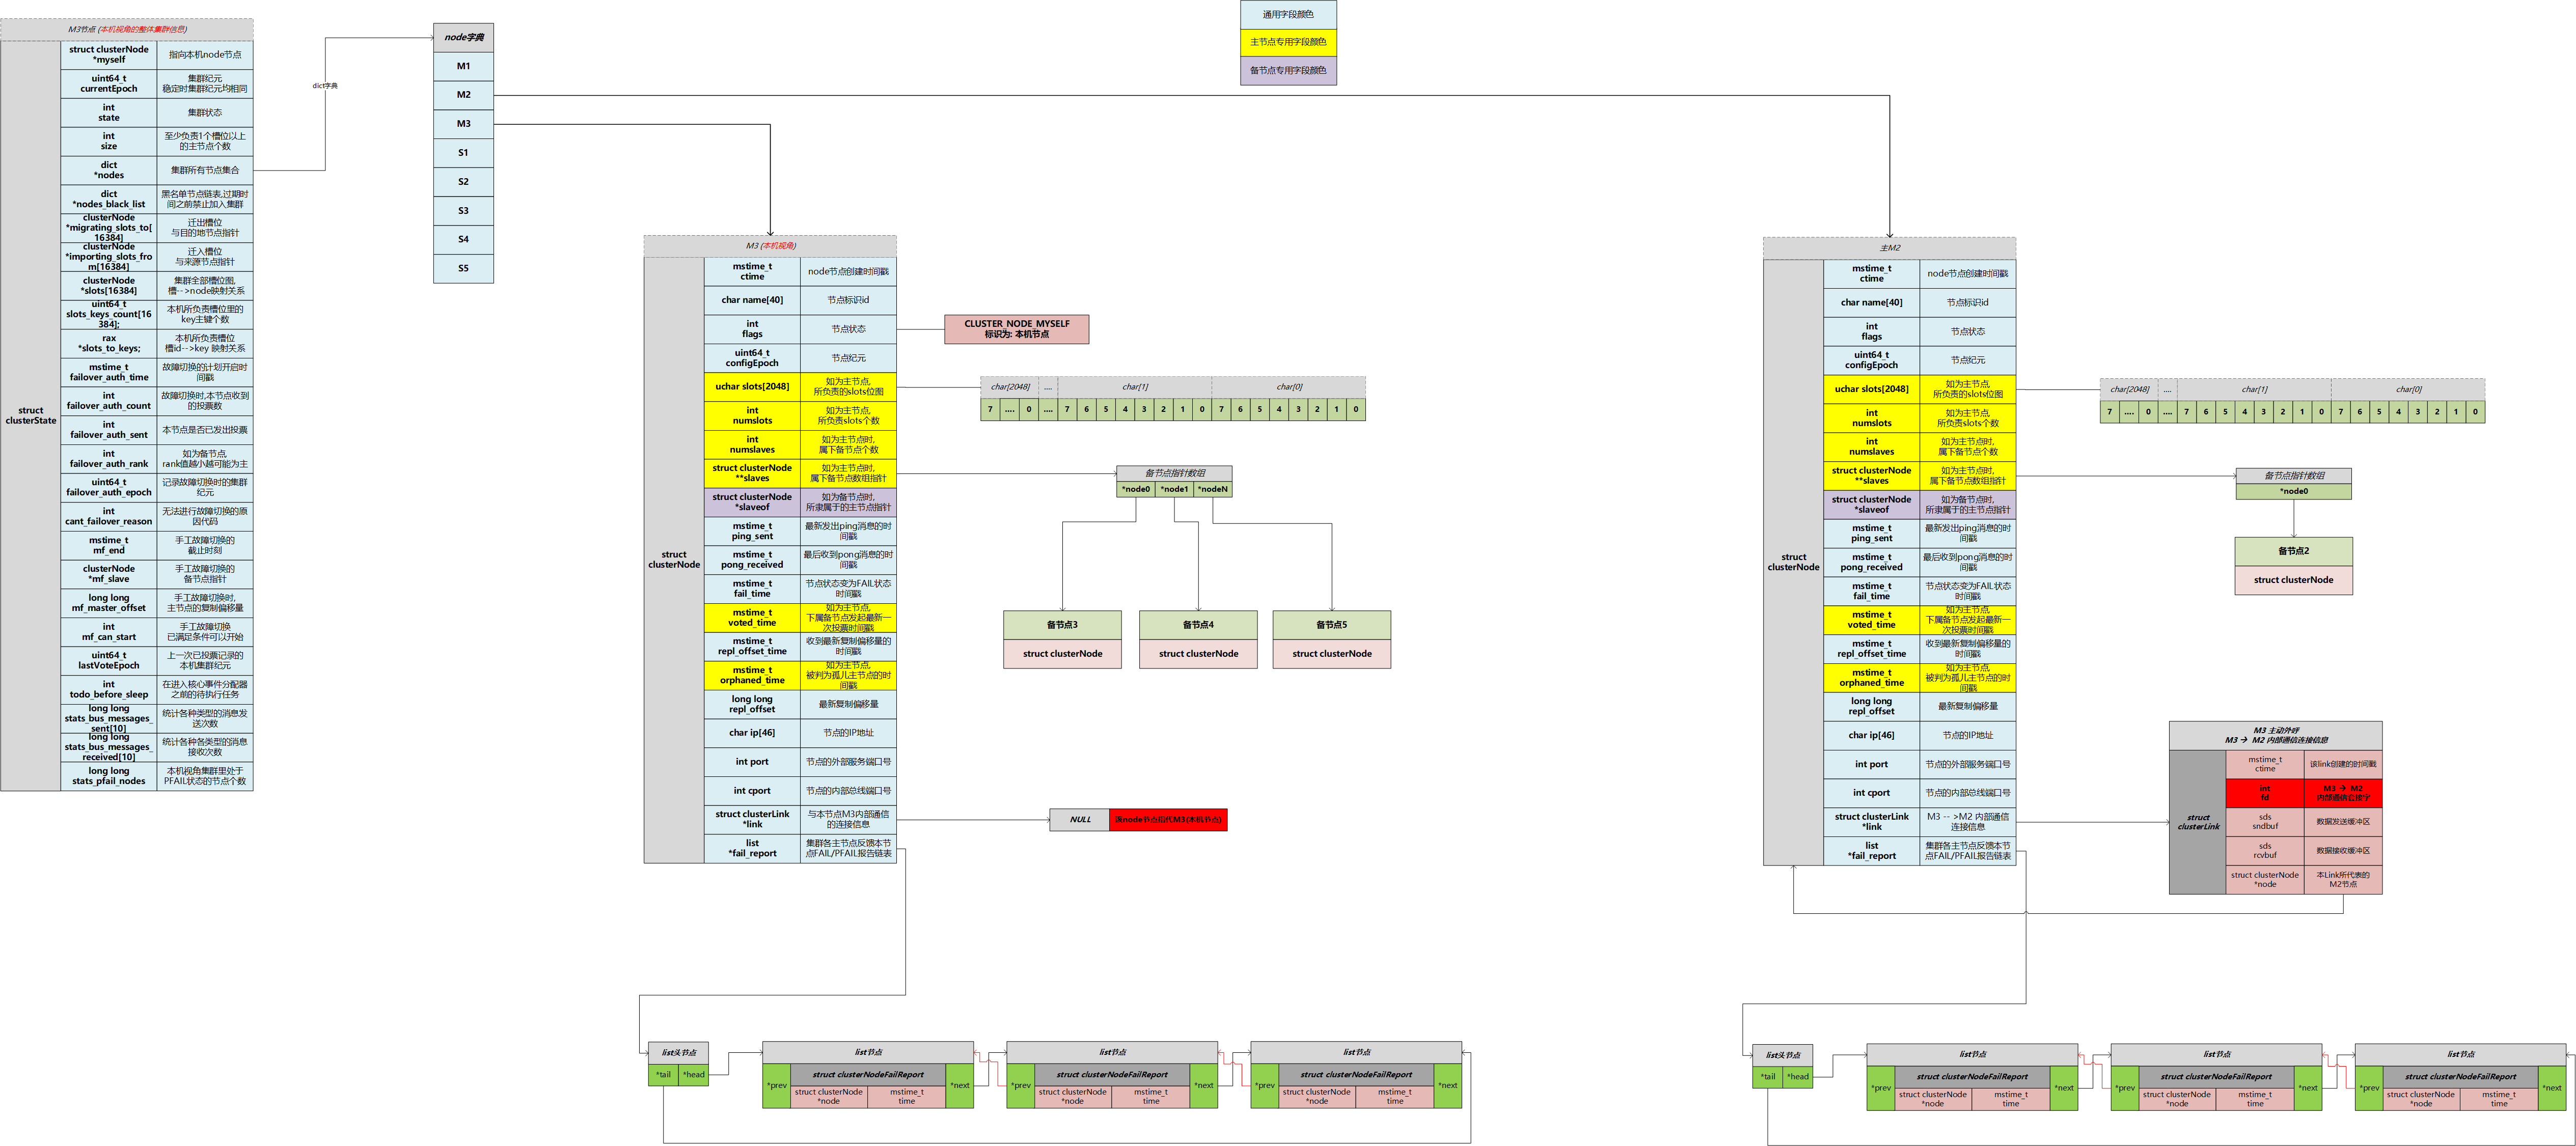 M3节点 (本机视角的整体集群信息)
struct clusterState
struct clusterNode
*myself
指向本机node节点
uint64_t
currentEpoch
集群纪元
稳定时集群纪元均相同
int
state
集群状态
int
size
至少负责1个槽位以上
的主节点个数
dict
*nodes
集群所有节点集合
dict
*nodes_black_list
黑名单节点链表,过期时
间之前禁止加入集群
clusterNode
*migrating_slots_to[
16384]
迁出槽位
与目的地节点指针
clusterNode
*importing_slots_fro
m[16384]
迁入槽位
与来源节点指针
clusterNode
*slots[16384]
集群全部槽位图,
槽-->node映射关系
uint64_t
slots_keys_count[16
384];
本机所负责槽位里的
key主键个数
rax
*slots_to_keys;
本机所负责槽位
槽id-->key 映射关系
mstime_t
failover_auth_time
故障切换的计划开启时
间戳
int
failover_auth_count
故障切换时,本节点收到
的投票数
int
failover_auth_sent
本节点是否已发出投票
int
failover_auth_rank
如为备节点,
rank值越小越可能为主
uint64_t
failover_auth_epoch
记录故障切换时的集群
纪元
int
cant_failover_reason
无法进行故障切换的原
因代码
mstime_t
mf_end
手工故障切换的
截止时刻
clusterNode
*mf_slave
手工故障切换的
备节点指针
long long
mf_master_offset
手工故障切换时,
主节点的复制偏移量
int
mf_can_start
手工故障切换
已满足条件可以开始
uint64_t
lastVoteEpoch
上一次已投票记录的
本机集群纪元
int
todo_before_sleep
在进入核心事件分配器
之前的待执行任务
long long
stats_bus_messages_
sent[10]
统计各种类型的消息发
送次数
long long
stats_bus_messages_
received[10]
统计各种各类型的消息
接收次数
long long
stats_pfail_nodes
本机视角集群里处于
PFAIL状态的节点个数
dict字典
node字典
M1
M2
M3
S1
S2
S3
S4
S5
通用字段颜色
主节点专用字段颜色
备节点专用字段颜色
M3 (本机视角)
struct
clusterNode
mstime_t
ctime
node节点创建时间戳
char name[40]
节点标识id
int
flags
节点状态
uint64_t
configEpoch
节点纪元
uchar slots[2048]
如为主节点,
所负责的slots位图
int
numslots
如为主节点,
所负责slots个数
int
numslaves
如为主节点时,
属下备节点个数
struct clusterNode
**slaves
如为主节点时,
属下备节点数组指针
struct clusterNode
*slaveof
如为备节点时,
所隶属于的主节点指针
mstime_t
ping_sent
最新发出ping消息的时
间戳
mstime_t
pong_received
最后收到pong消息的时
间戳
mstime_t
fail_time
节点状态变为FAIL状态
时间戳
mstime_t
voted_time
如为主节点,
下属备节点发起最新一
次投票时间戳
mstime_t
repl_offset_time
收到最新复制偏移量的
时间戳
mstime_t
orphaned_time
如为主节点,
被判为孤儿主节点的时
间戳
long long
repl_offset
最新复制偏移量
char ip[46]
节点的IP地址
int port
节点的外部服务端口号
int cport
节点的内部总线端口号
struct clusterLink
*link
与本节点M3内部通信
的连接信息
list
*fail_report
集群各主节点反馈本节
点FAIL/PFAIL报告链表
CLUSTER_NODE_MYSELF
标识为: 本机节点
char[2048] .... char[1] char[0]
7 .... 0 .... 7 6 5 4 3 2 1 0 7 6 5 4 3 2 1 0
备节点指针数组
*node0 *node1 *nodeN
备节点3
struct clusterNode
备节点4
struct clusterNode
备节点5
struct clusterNode
NULL
该node节点指代M3(本机节点)
list头节点
*tail *head
list节点
*prev
struct clusterNodeFailReport
struct clusterNode
*node
mstime_t
time
*next
list节点
*prev
struct clusterNodeFailReport
struct clusterNode
*node
mstime_t
time
*next
list节点
*prev
struct clusterNodeFailReport
struct clusterNode
*node
mstime_t
time
*next
主M2
struct
clusterNode
mstime_t
ctime
node节点创建时间戳
char name[40]
节点标识id
int
flags
节点状态
uint64_t
configEpoch
节点纪元
uchar slots[2048]
如为主节点,
所负责的slots位图
int
numslots
如为主节点,
所负责slots个数
int
numslaves
如为主节点时,
属下备节点个数
struct clusterNode
**slaves
如为主节点时,
属下备节点数组指针
struct clusterNode
*slaveof
如为备节点时,
所隶属于的主节点指针
mstime_t
ping_sent
最新发出ping消息的时
间戳
mstime_t
pong_received
最后收到pong消息的时
间戳
mstime_t
fail_time
节点状态变为FAIL状态
时间戳
mstime_t
voted_time
如为主节点,
下属备节点发起最新一
次投票时间戳
mstime_t
repl_offset_time
收到最新复制偏移量的
时间戳
mstime_t
orphaned_time
如为主节点,
被判为孤儿主节点的时
间戳
long long
repl_offset
最新复制偏移量
char ip[46]
节点的IP地址
int port
节点的外部服务端口号
int cport
节点的内部总线端口号
struct clusterLink
*link
M3 -- >M2 内部通信
连接信息
list
*fail_report
集群各主节点反馈本节
点FAIL/PFAIL报告链表
char[2048] .... char[1] char[0]
7 .... 0 .... 7 6 5 4 3 2 1 0 7 6 5 4 3 2 1 0
备节点指针数组
*node0
备节点2
struct clusterNode
M3 主动外呼
M3 → M2 内部通信连接信息
struct
clusterLink
mstime_t
ctime
该link创建的时间戳
int
fd
M3 → M2
内部通信套接字
sds
sndbuf
数据发送缓冲区
sds
rcvbuf
数据接收缓冲区
struct clusterNode
*node
本Link所代表的
M2节点
list头节点
*tail *head
list节点
*prev
struct clusterNodeFailReport
struct clusterNode
*node
mstime_t
time
*next
list节点
*prev
struct clusterNodeFailReport
struct clusterNode
*node
mstime_t
time
*next
list节点
*prev
struct clusterNodeFailReport
struct clusterNode
*node
mstime_t
time
*next